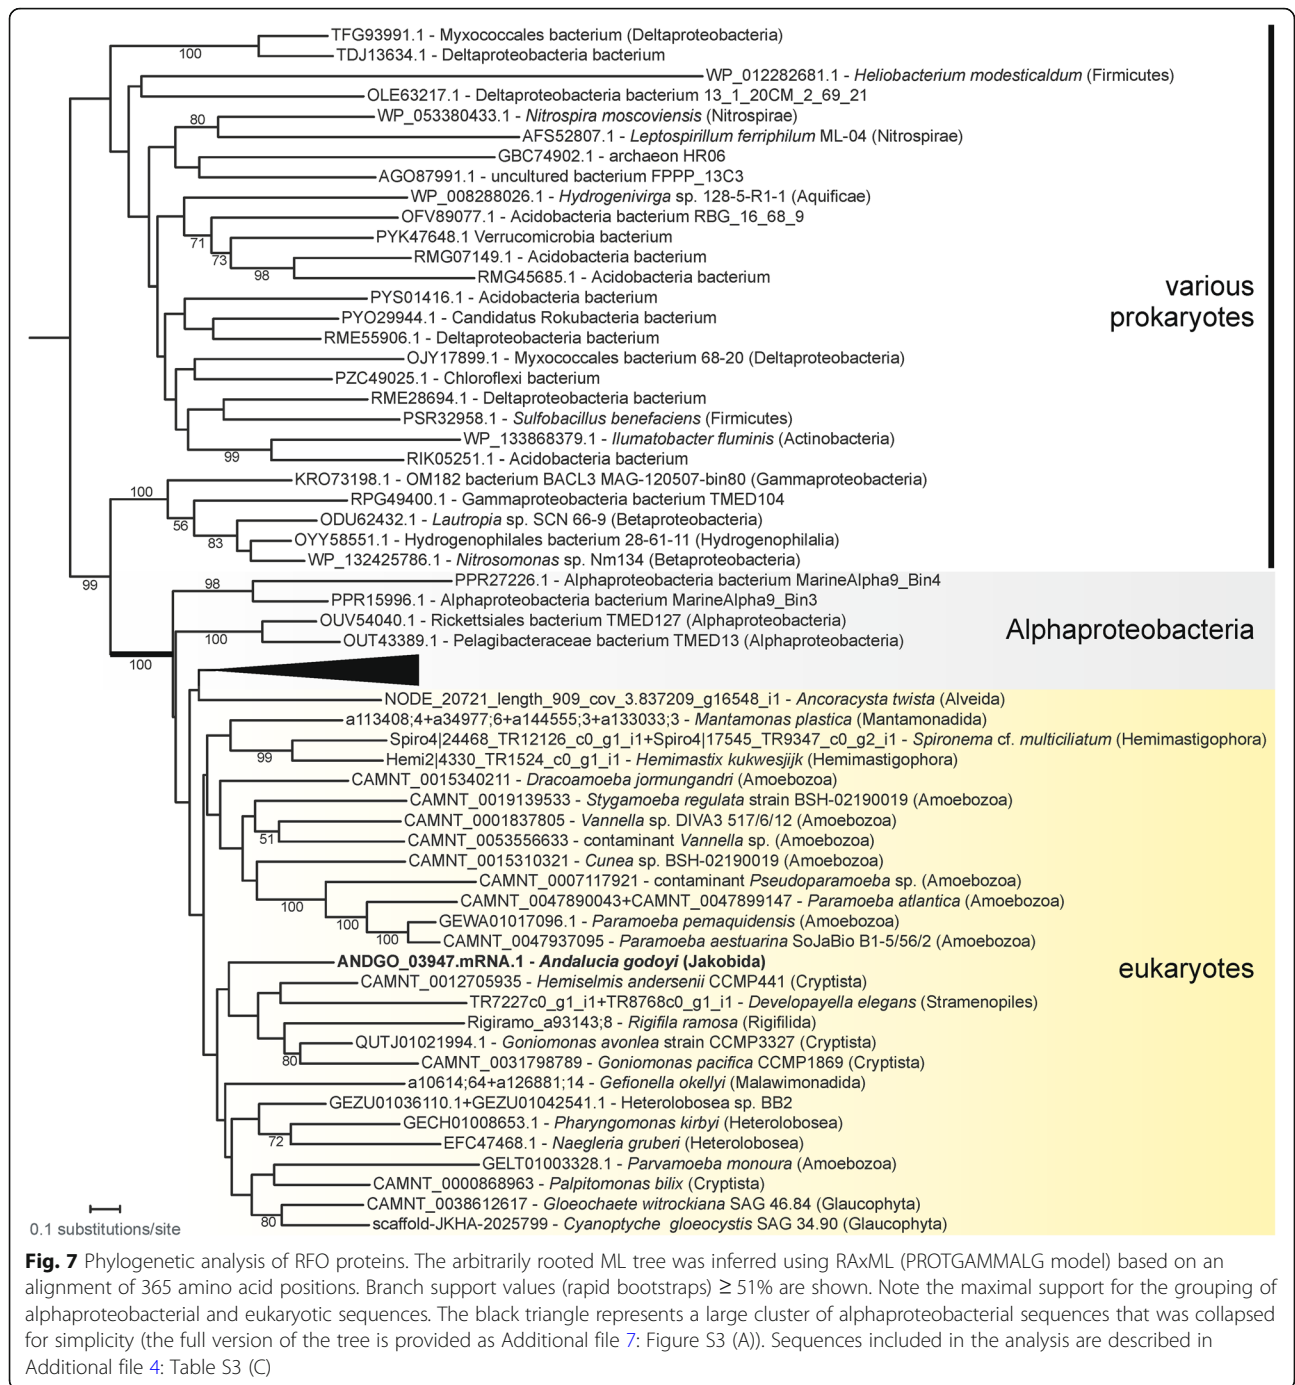 TFG93991.1 - Myxococcales bacterium (Deltaproteobacteria)
100
TDJ13634.1 - Deltaproteobacteria bacterium
WP_012282681.1 - Heliobacterium modesticaldum (Firmicutes)
OLE63217.1 - Deltaproteobacteria bacterium 13_1_20CM_2_69_21
80
WP_053380433.1 - Nitrospira moscoviensis (Nitrospirae)
AFS52807.1 - Leptospirillum ferriphilum ML-04 (Nitrospirae)
GBC74902.1 - archaeon HR06
AGO87991.1 - uncultured bacterium FPPP_13C3
WP_008288026.1 - Hydrogenivirga sp. 128-5-R1-1 (Aquificae)
OFV89077.1 - Acidobacteria bacterium RBG_16_68_9
71
PYK47648.1 Verrucomicrobia bacterium
73
RMG07149.1 - Acidobacteria bacterium
98
RMG45685.1 - Acidobacteria bacterium
various
prokaryotes
PYS01416.1 - Acidobacteria bacterium
PYO29944.1 - Candidatus Rokubacteria bacterium
RME55906.1 - Deltaproteobacteria bacterium
OJY17899.1 - Myxococcales bacterium 68-20 (Deltaproteobacteria)
PZC49025.1 - Chloroflexi bacterium
RME28694.1 - Deltaproteobacteria bacterium
PSR32958.1 - Sulfobacillus benefaciens (Firmicutes)
WP_133868379.1 - Ilumatobacter fluminis (Actinobacteria)
99
RIK05251.1 - Acidobacteria bacterium
KRO73198.1 - OM182 bacterium BACL3 MAG-120507-bin80 (Gammaproteobacteria)
100
RPG49400.1 - Gammaproteobacteria bacterium TMED104
56
ODU62432.1 - Lautropia sp. SCN 66-9 (Betaproteobacteria)
83
OYY58551.1 - Hydrogenophilales bacterium 28-61-11 (Hydrogenophilalia)
WP_132425786.1 - Nitrosomonas sp. Nm134 (Betaproteobacteria)
99
98
PPR27226.1 - Alphaproteobacteria bacterium MarineAlpha9_Bin4
PPR15996.1 - Alphaproteobacteria bacterium MarineAlpha9_Bin3
OUV54040.1 - Rickettsiales bacterium TMED127 (Alphaproteobacteria)
100
OUT43389.1 - Pelagibacteraceae bacterium TMED13 (Alphaproteobacteria)
Alphaproteobacteria
100
NODE_20721_length_909_cov_3.837209_g16548_i1 - Ancoracysta twista (Alveida)
a113408;4+a34977;6+a144555;3+a133033;3 - Mantamonas plastica (Mantamonadida)
Spiro4|24468_TR12126_c0_g1_i1+Spiro4|17545_TR9347_c0_g2_i1 - Spironema cf. multiciliatum (Hemimastigophora)
99
Hemi2|4330_TR1524_c0_g1_i1 - Hemimastix kukwesjijk (Hemimastigophora)
CAMNT_0015340211 - Dracoamoeba jormungandri (Amoebozoa)
CAMNT_0019139533 - Stygamoeba regulata strain BSH-02190019 (Amoebozoa)
CAMNT_0001837805 - Vannella sp. DIVA3 517/6/12 (Amoebozoa)
51
CAMNT_0053556633 - contaminant Vannella sp. (Amoebozoa)
CAMNT_0015310321 - Cunea sp. BSH-02190019 (Amoebozoa)
CAMNT_0007117921 - contaminant Pseudoparamoeba sp. (Amoebozoa)
100
CAMNT_0047890043+CAMNT_0047899147 - Paramoeba atlantica (Amoebozoa)
100
GEWA01017096.1 - Paramoeba pemaquidensis (Amoebozoa)
100
CAMNT_0047937095 - Paramoeba aestuarina SoJaBio B1-5/56/2 (Amoebozoa)
ANDGO_03947.mRNA.1 - Andalucia godoyi (Jakobida)
eukaryotes
CAMNT_0012705935 - Hemiselmis andersenii CCMP441 (Cryptista)
TR7227c0_g1_i1+TR8768c0_g1_i1 - Developayella elegans (Stramenopiles)
Rigiramo_a93143;8 - Rigifila ramosa (Rigifilida)
QUTJ01021994.1 - Goniomonas avonlea strain CCMP3327 (Cryptista)
80
CAMNT_0031798789 - Goniomonas pacifica CCMP1869 (Cryptista)
a10614;64+a126881;14 - Gefionella okellyi (Malawimonadida)
GEZU01036110.1+GEZU01042541.1 - Heterolobosea sp. BB2
GECH01008653.1 - Pharyngomonas kirbyi (Heterolobosea)
72
EFC47468.1 - Naegleria gruberi (Heterolobosea)
GELT01003328.1 - Parvamoeba monoura (Amoebozoa)
CAMNT_0000868963 - Palpitomonas bilix (Cryptista)
CAMNT_0038612617 - Gloeochaete witrockiana SAG 46.84 (Glaucophyta)
80
scaffold-JKHA-2025799 - Cyanoptyche gloeocystis SAG 34.90 (Glaucophyta)
0.1 substitutions/site
Fig. 7 Phylogenetic analysis of RFO proteins. The arbitrarily rooted ML tree was inferred using RAxML (PROTGAMMALG model) based on an
alignment of 365 amino acid positions. Branch support values (rapid bootstraps) ≥ 51% are shown. Note the maximal support for the grouping of
alphaproteobacterial and eukaryotic sequences. The black triangle represents a large cluster of alphaproteobacterial sequences that was collapsed
for simplicity (the full version of the tree is provided as Additional file 7: Figure S3 (A)). Sequences included in the analysis are described in
Additional file 4: Table S3 (C)